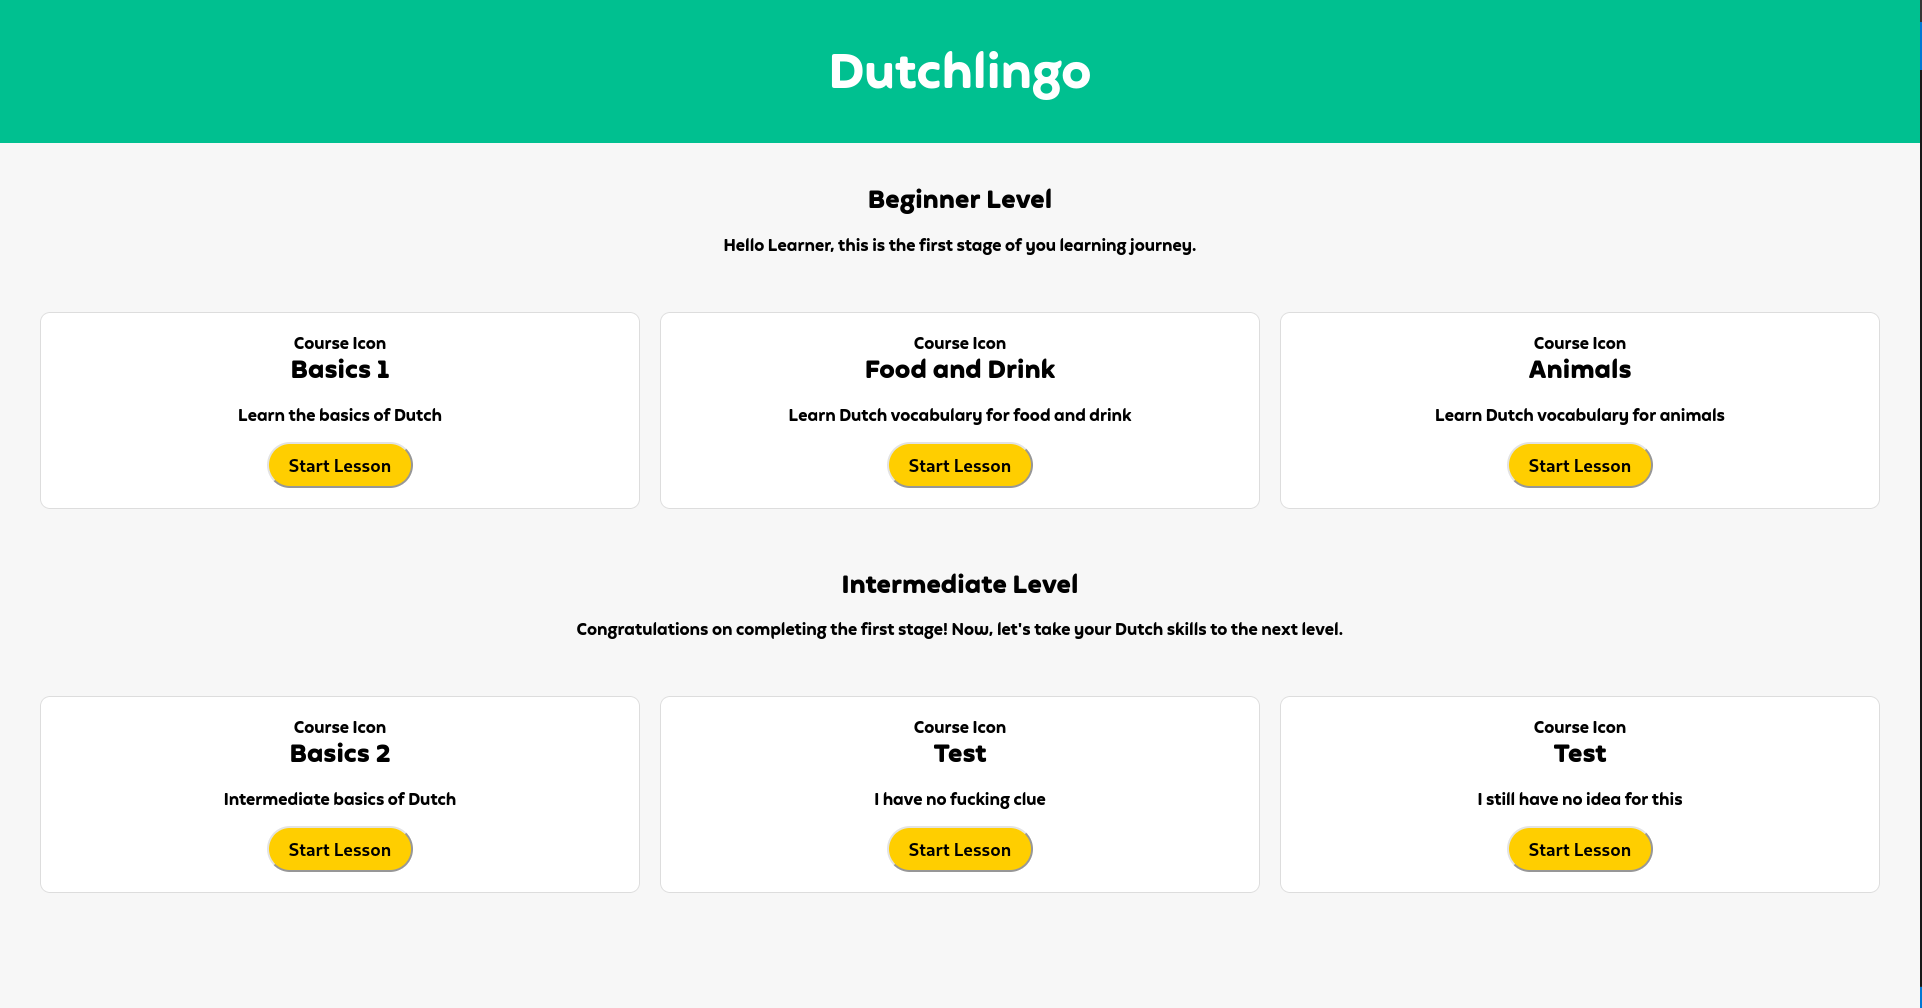 Dutchlingo
Beginner Level
Hello Learner, this is the first stage of you learning journey.
Course Icon
Basics 1
Learn the basics of Dutch
Start Lesson
Course Icon
Food and Drink
Learn Dutch vocabulary for food and drink
Start Lesson
Course Icon
Animals
Learn Dutch vocabulary for animals
Start Lesson
Intermediate Level
Congratulations on completing the first stage! Now, let's take your Dutch skills to the next level.
Course Icon
Basics 2
Intermediate basics of Dutch
Start Lesson
Course Icon
Test
I have no fucking clue
Start Lesson
Course Icon
Test
I still have no idea for this
Start Lesson